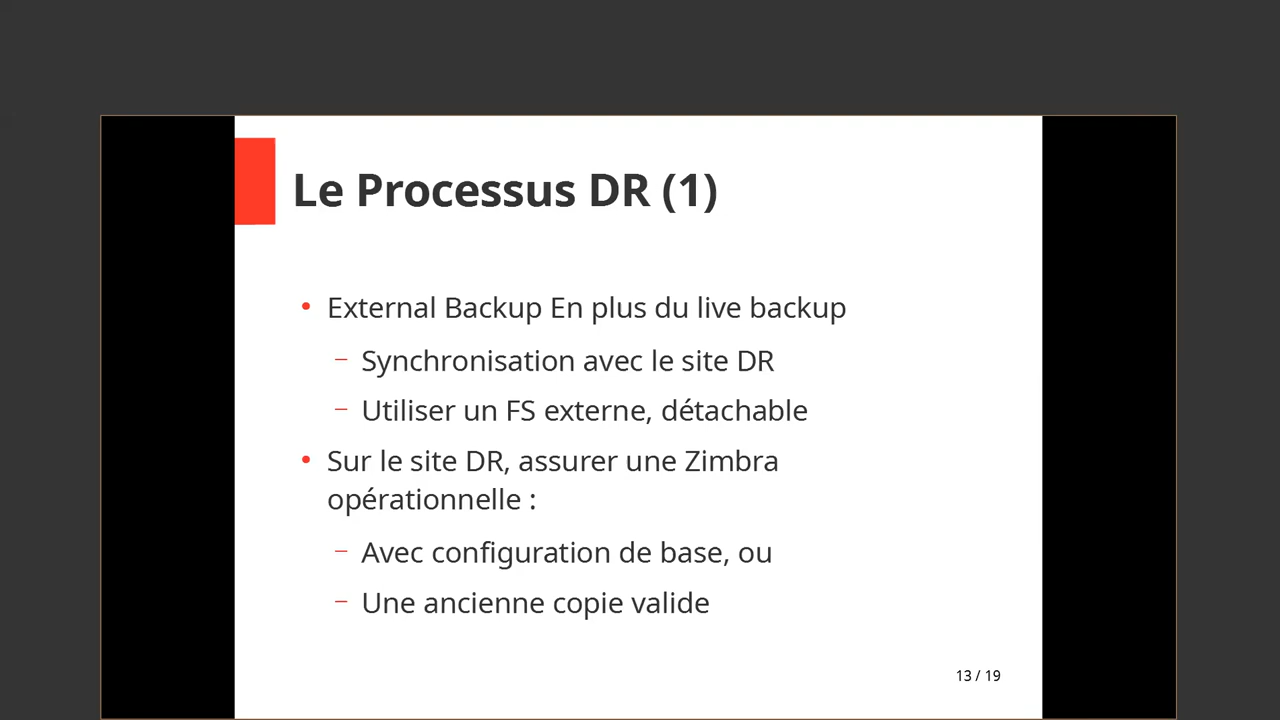 Le Processus DR (1)
• External Backup En plus du live backup
– Synchronisation avec le site DR
– Utiliser un FS externe, détachable
• Sur le site DR, assurer une Zimbra
opérationnelle :
– Avec configuration de base, ou
– Une ancienne copie valide
13 / 19